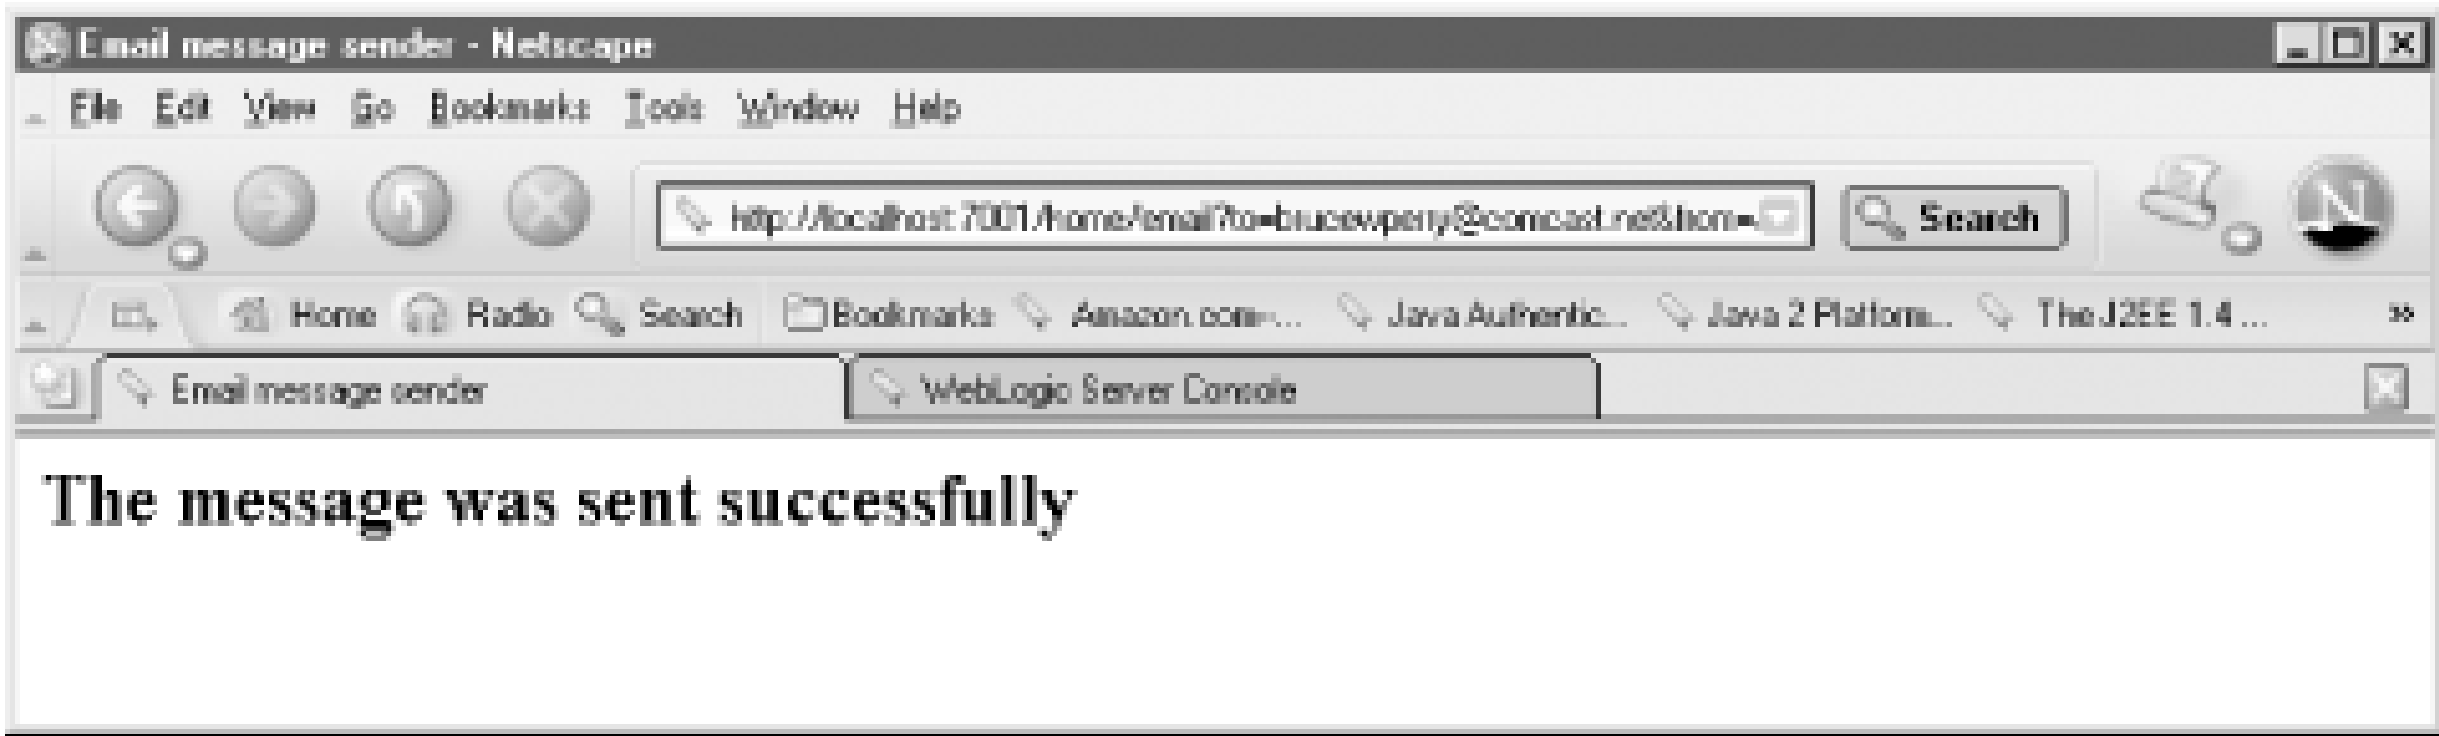 Email message sender - Netscape
File Edit View Go Bookmarks Tools Window Help
http://localhost:7001/home/email?to=brucewperry@comcast.net&from= Search
Home Radio Search Bookmarks Amazon.com-... Java Authentic... Java 2 Platform... The J2EE 1.4 ... »
Email message sender WebLogic Server Console
The message was sent successfully